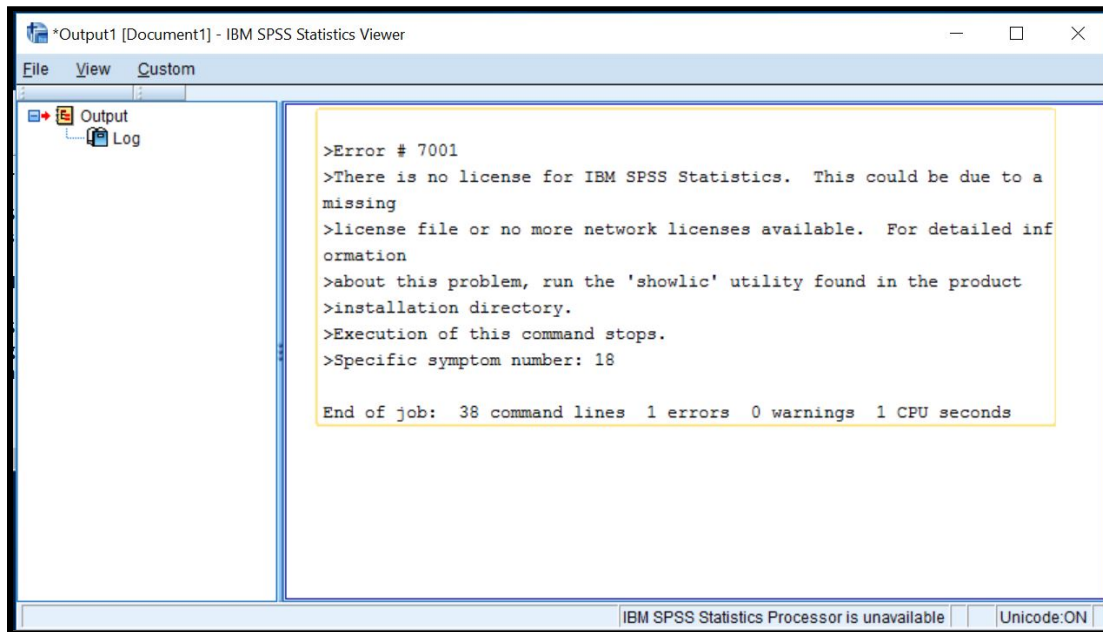 *Output1 [Document1] - IBM SPSS Statistics Viewer
File View Custom
Output
Log
>Error # 7001
>There is no license for IBM SPSS Statistics.  This could be due to a
missing
>license file or no more network licenses available.  For detailed inf
ormation
>about this problem, run the 'showlic' utility found in the product
>installation directory.
>Execution of this command stops.
>Specific symptom number: 18
End of job:  38 command lines  1 errors  0 warnings  1 CPU seconds
IBM SPSS Statistics Processor is unavailable Unicode:ON